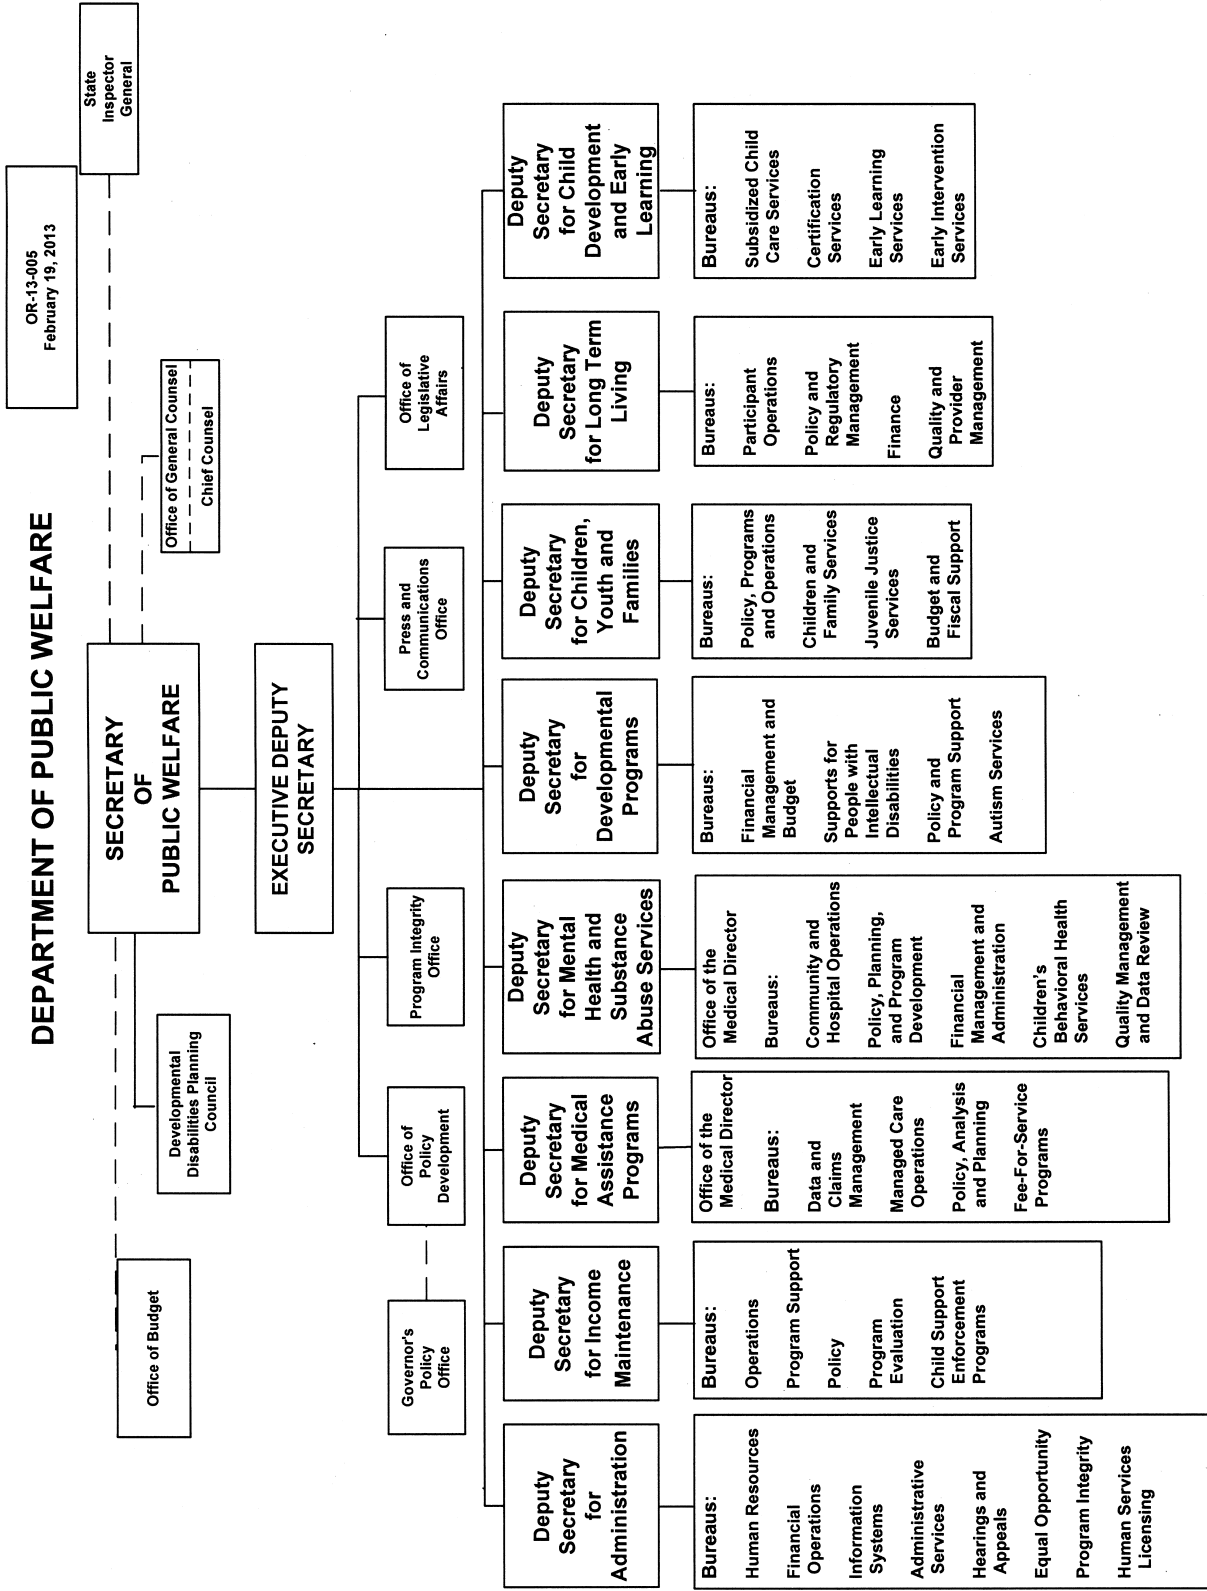 DEPARTMENT OF PUBLIC WELFARE
OR-13-005
February 19, 2013
State
Inspector
General
SECRETARY
OF
PUBLIC WELFARE
Office of General Counsel
Chief Counsel
Developmental
Disabilities Planning
Council
Office of Budget
EXECUTIVE DEPUTY
SECRETARY
Governor's
Policy
Office
Office of
Policy
Development
Program Integrity
Office
Press and
Communications
Office
Office of
Legislative
Affairs
Deputy
Secretary
for
Administration
Bureaus:
Human Resources
Financial
Operations
Information
Systems
Administrative
Services
Hearings and
Appeals
Equal Opportunity
Program Integrity
Human Services
Licensing
Deputy
Secretary
for Income
Maintenance
Bureaus:
Operations
Program Support
Policy
Program
Evaluation
Child Support
Enforcement
Programs
Deputy
Secretary
for Medical
Assistance
Programs
Office of the
Medical Director
Bureaus:
Data and
Claims
Management
Managed Care
Operations
Policy, Analysis
and Planning
Fee-For-Service
Programs
Deputy
Secretary
for Mental
Health and
Substance
Abuse Services
Office of the
Medical Director
Bureaus:
Community and
Hospital Operations
Policy, Planning,
and Program
Development
Financial
Management and
Administration
Children's
Behavioral Health
Services
Quality Management
and Data Review
Deputy
Secretary
for
Developmental
Programs
Bureaus:
Financial
Management and
Budget
Supports for
People with
Intellectual
Disabilities
Policy and
Program Support
Autism Services
Deputy
Secretary
for Children,
Youth and
Families
Bureaus:
Policy, Programs
and Operations
Children and
Family Services
Juvenile Justice
Services
Budget and
Fiscal Support
Deputy
Secretary
for Long Term
Living
Bureaus:
Participant
Operations
Policy and
Regulatory
Management
Finance
Quality and
Provider
Management
Deputy
Secretary
for Child
Development
and Early
Learning
Bureaus:
Subsidized Child
Care Services
Certification
Services
Early Learning
Services
Early Intervention
Services